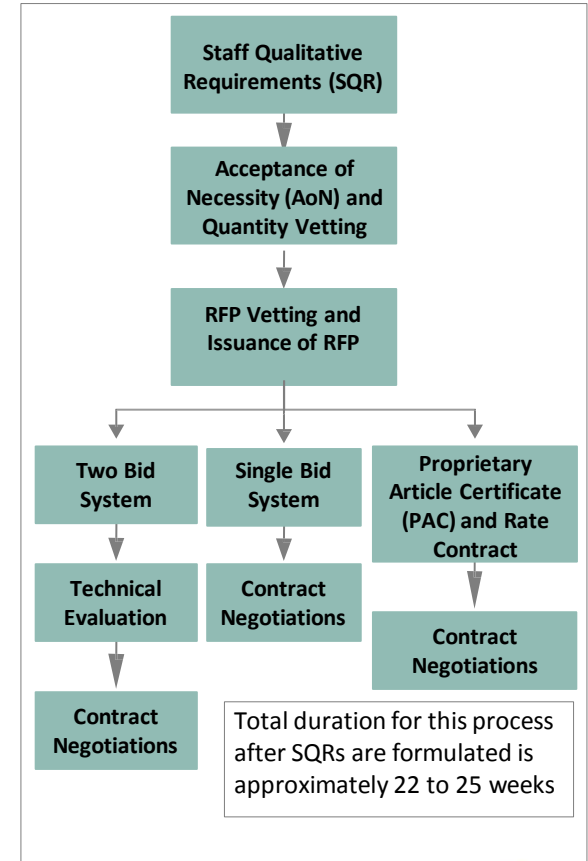 Staff Qualitative
Requirements (SQR)
Acceptance of
Necessity (AoN) and
Quantity Vetting
RFP Vetting and
Issuance of RFP
Two Bid
System
Single Bid
System
Proprietary
Article Certificate
(PAC) and Rate
Contract
Technical
Evaluation
Contract
Negotiations
Contract
Negotiations
Contract
Negotiations
Total duration for this process
after SQRs are formulated is
approximately 22 to 25 weeks